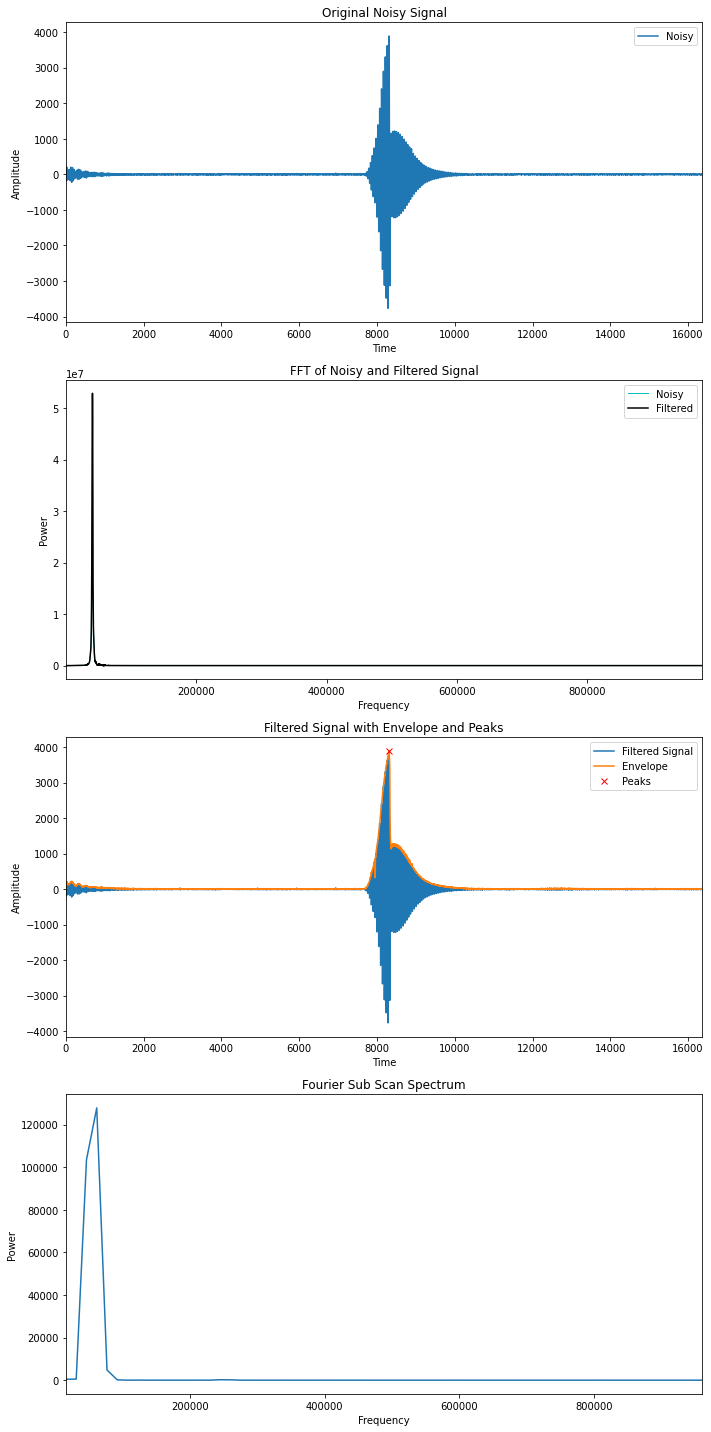 Original Noisy Signal
4000
3000
2000
1000
0
−1000
−2000
−3000
−4000
Amplitude
Noisy
0 2000 4000 6000 8000 10000 12000 14000 16000
Time
FFT of Noisy and Filtered Signal
1e7
5
4
3
2
1
0
Power
Noisy
Filtered
200000 400000 600000 800000
Frequency
Filtered Signal with Envelope and Peaks
4000
3000
2000
1000
0
−1000
−2000
−3000
−4000
Amplitude
Filtered Signal
Envelope
Peaks
0 2000 4000 6000 8000 10000 12000 14000 16000
Time
Fourier Sub Scan Spectrum
120000
100000
80000
60000
40000
20000
0
Power
200000 400000 600000 800000
Frequency